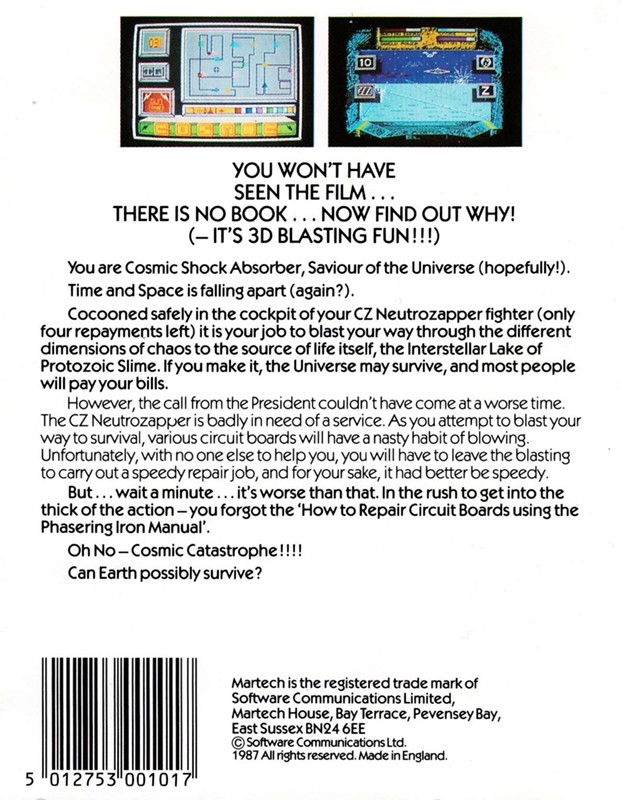 10
Z
COSMIC
YOU WON'T HAVE
SEEN THE FILM . . .
THERE IS NO BOOK . . . NOW FIND OUT WHY!
(– IT'S 3D BLASTING FUN!!!)
You are Cosmic Shock Absorber, Saviour of the Universe (hopefully!).
Time and Space is falling apart (again?).
Cocooned safely in the cockpit of your CZ Neutrozapper fighter (only
four repayments left) it is your job to blast your way through the different
dimensions of chaos to the source of life itself, the Interstellar Lake of
Protozoic Slime. If you make it, the Universe may survive, and most people
will pay your bills.
However, the call from the President couldn't have come at a worse time.
The CZ Neutrozapper is badly in need of a service. As you attempt to blast your
way to survival, various circuit boards will have a nasty habit of blowing.
Unfortunately, with no one else to help you, you will have to leave the blasting
to carry out a speedy repair job, and for your sake, it had better be speedy.
But . . . wait a minute . . . it's worse than that. In the rush to get into the
thick of the action – you forgot the 'How to Repair Circuit Boards using the
Phasering Iron Manual'.
Oh No – Cosmic Catastrophe!!!!
Can Earth possibly survive?
Martech is the registered trade mark of
Software Communications Limited,
Martech House, Bay Terrace, Pevensey Bay,
East Sussex BN24 6EE
© Software Communications Ltd.
1987 All rights reserved. Made in England.
5 012753 001017